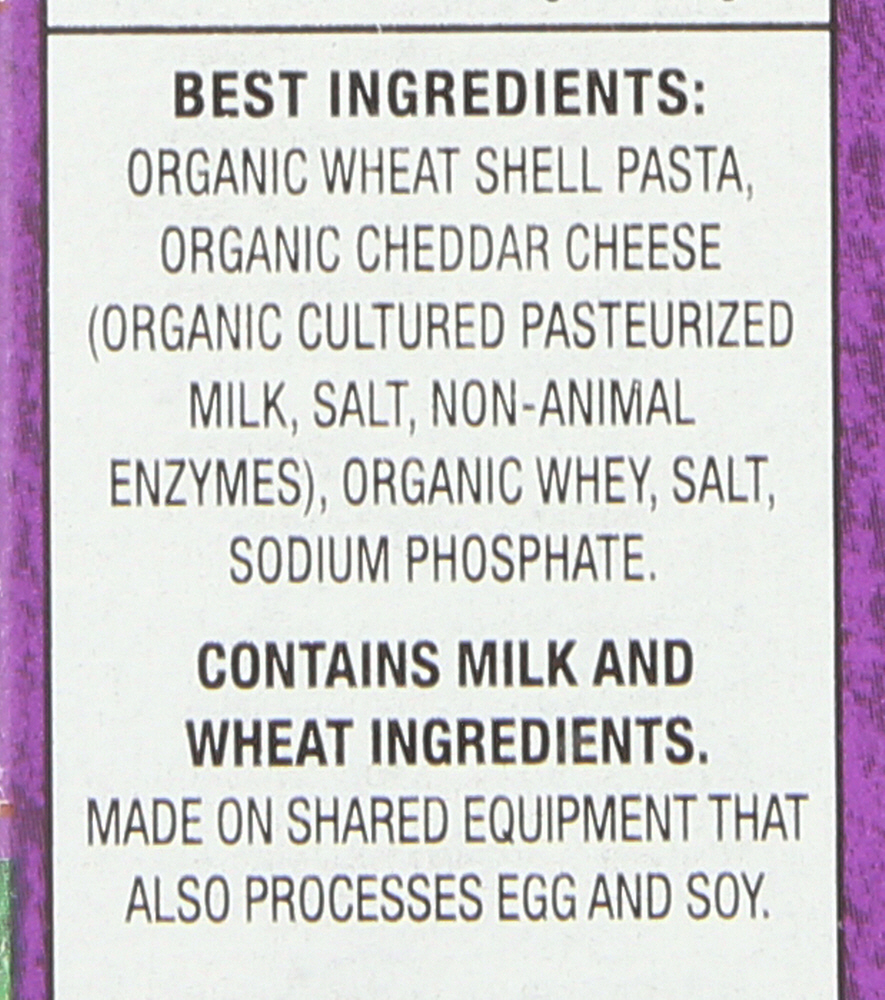 BEST INGREDIENTS:
ORGANIC WHEAT SHELL PASTA,
ORGANIC CHEDDAR CHEESE
(ORGANIC CULTURED PASTEURIZED
MILK, SALT, NON-ANIMAL
ENZYMES), ORGANIC WHEY, SALT,
SODIUM PHOSPHATE.
CONTAINS MILK AND
WHEAT INGREDIENTS.
MADE ON SHARED EQUIPMENT THAT
ALSO PROCESSES EGG AND SOY.